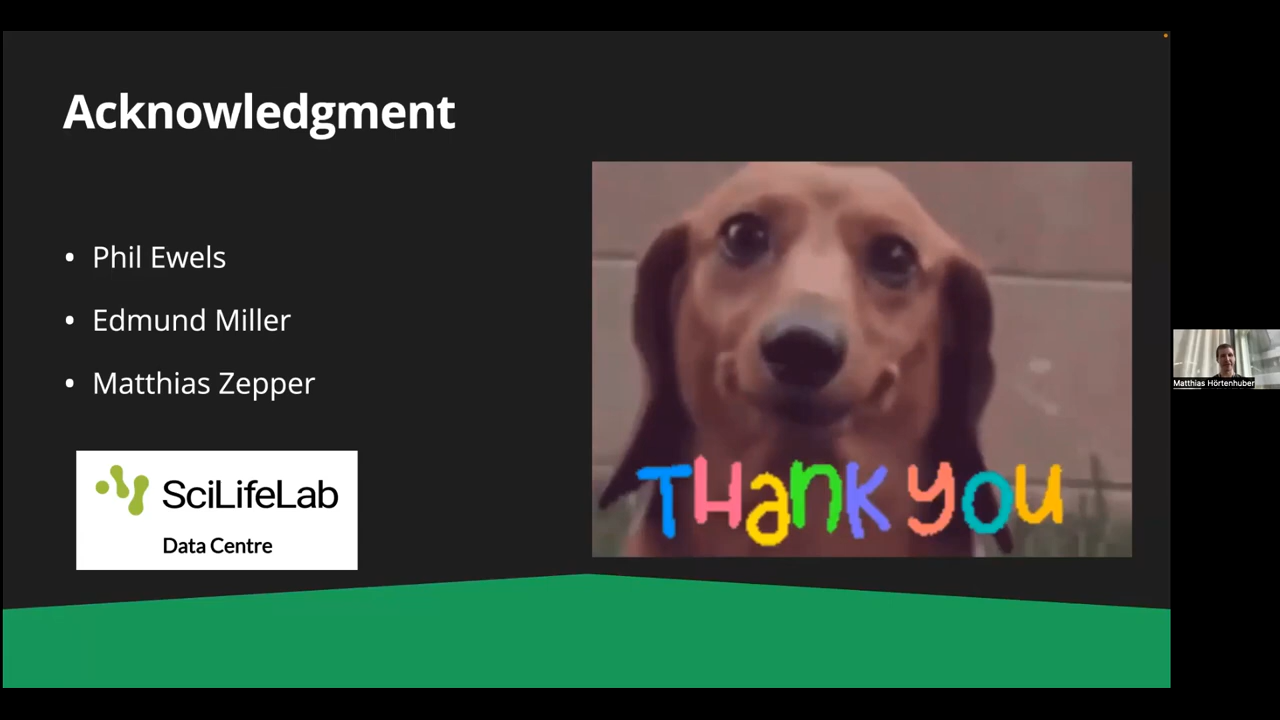 Acknowledgment
• Phil Ewels
• Edmund Miller
• Matthias Zepper
SciLifeLab
Data Centre
THank you
Matthias Hörtenhuber